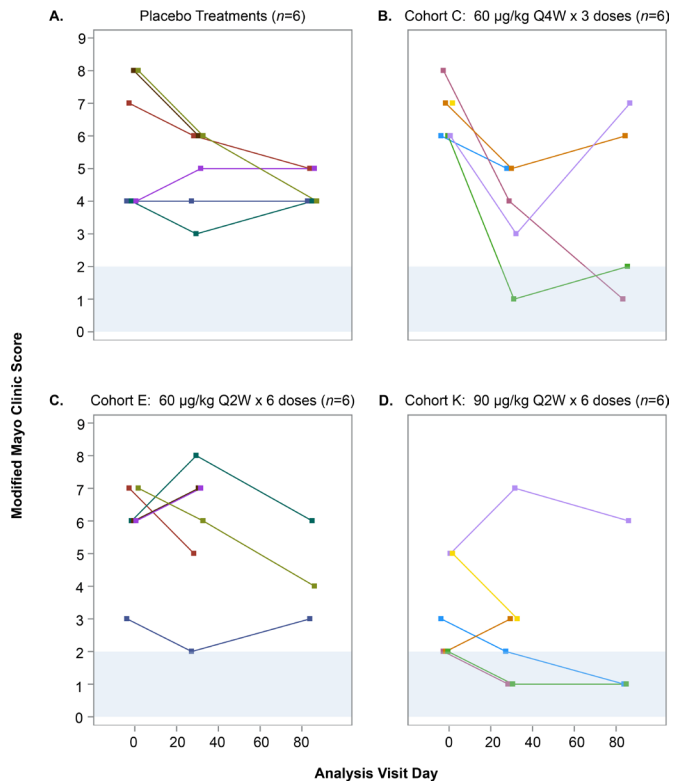 A. Placebo Treatments (n=6)
B. Cohort C: 60 µg/kg Q4W x 3 doses (n=6)
9
8
7
6
5
4
3
2
1
0
Modified Mayo Clinic Score
C. Cohort E: 60 µg/kg Q2W x 6 doses (n=6)
D. Cohort K: 90 µg/kg Q2W x 6 doses (n=6)
9
8
7
6
5
4
3
2
1
0
0 20 40 60 80
0 20 40 60 80
Analysis Visit Day